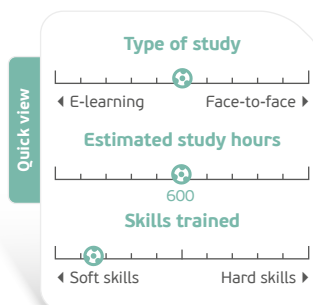 Quick view
Type of study
E-learning Face-to-face
Estimated study hours
600
Skills trained
Soft skills Hard skills